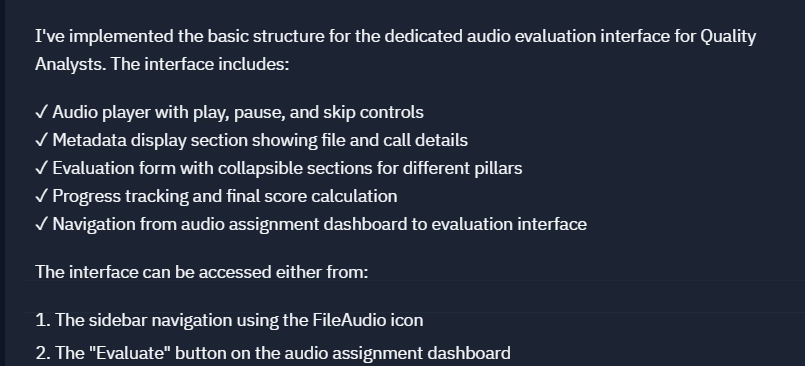 I've implemented the basic structure for the dedicated audio evaluation interface for Quality
Analysts. The interface includes:
✓ Audio player with play, pause, and skip controls
✓ Metadata display section showing file and call details
✓ Evaluation form with collapsible sections for different pillars
✓ Progress tracking and final score calculation
✓ Navigation from audio assignment dashboard to evaluation interface
The interface can be accessed either from:
1. The sidebar navigation using the FileAudio icon
2. The "Evaluate" button on the audio assignment dashboard